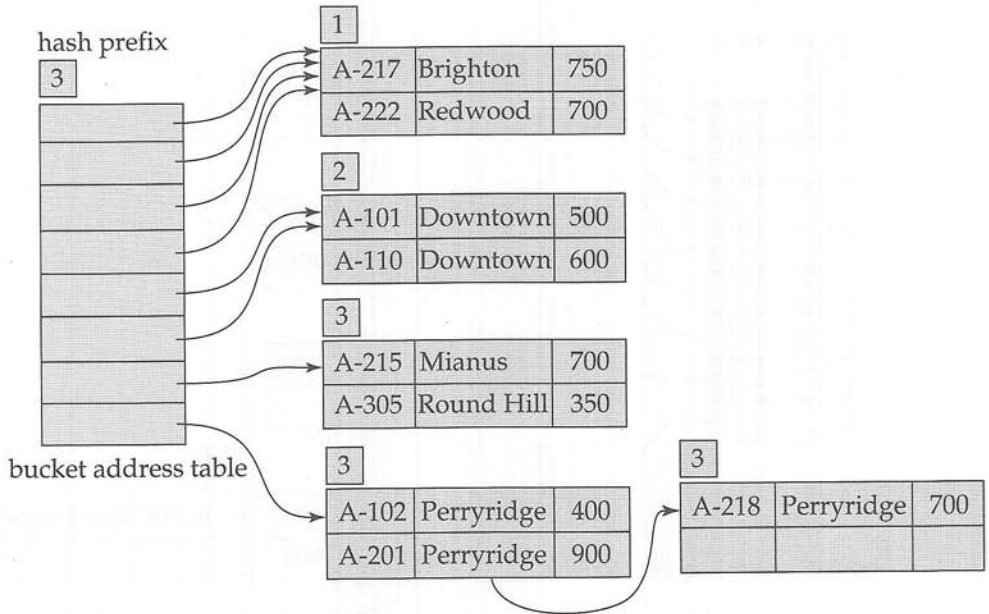 hash prefix
3
bucket address table
1
A-217 Brighton 750
A-222 Redwood 700
2
A-101 Downtown 500
A-110 Downtown 600
3
A-215 Mianus 700
A-305 Round Hill 350
3
A-102 Perryridge 400
A-201 Perryridge 900
3
A-218 Perryridge 700